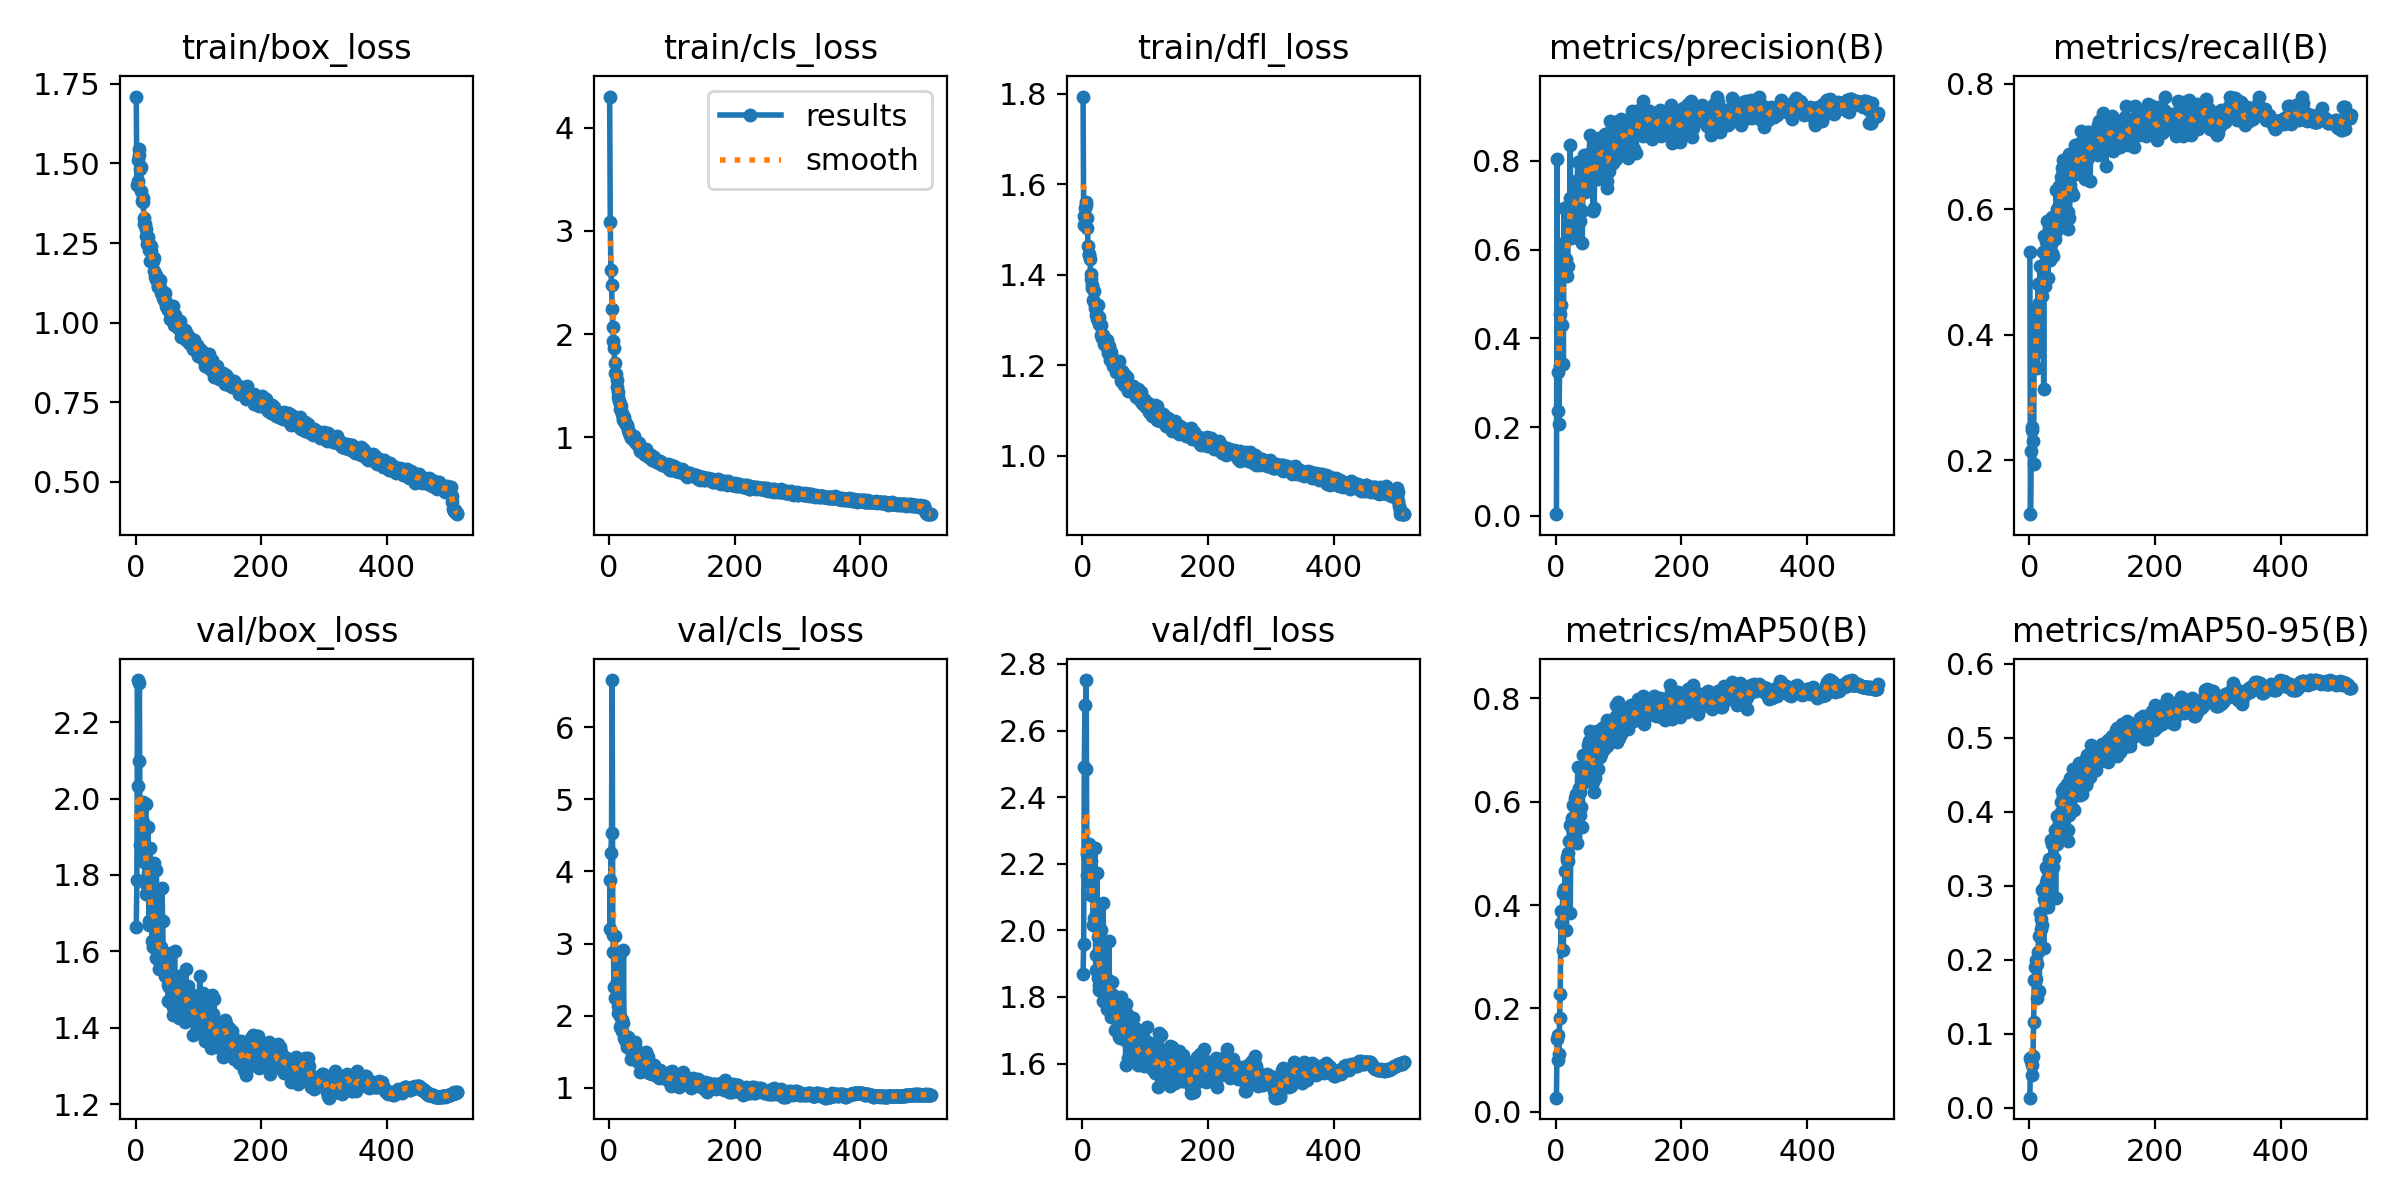 train/box_loss
1.75
1.50
1.25
1.00
0.75
0.50
0 200 400
train/cls_loss
results
smooth
4
3
2
1
0 200 400
train/dfl_loss
1.8
1.6
1.4
1.2
1.0
0 200 400
metrics/precision(B)
0.8
0.6
0.4
0.2
0.0
0 200 400
metrics/recall(B)
0.8
0.6
0.4
0.2
0 200 400
val/box_loss
2.2
2.0
1.8
1.6
1.4
1.2
0 200 400
val/cls_loss
6
5
4
3
2
1
0 200 400
val/dfl_loss
2.8
2.6
2.4
2.2
2.0
1.8
1.6
0 200 400
metrics/mAP50(B)
0.8
0.6
0.4
0.2
0.0
0 200 400
metrics/mAP50-95(B)
0.6
0.5
0.4
0.3
0.2
0.1
0.0
0 200 400